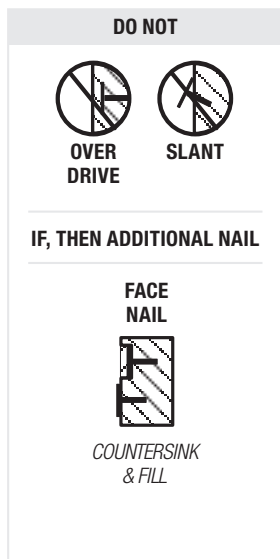 DO NOT
OVER
DRIVE
SLANT
IF, THEN ADDITIONAL NAIL
FACE
NAIL
COUNTERSINK
& FILL